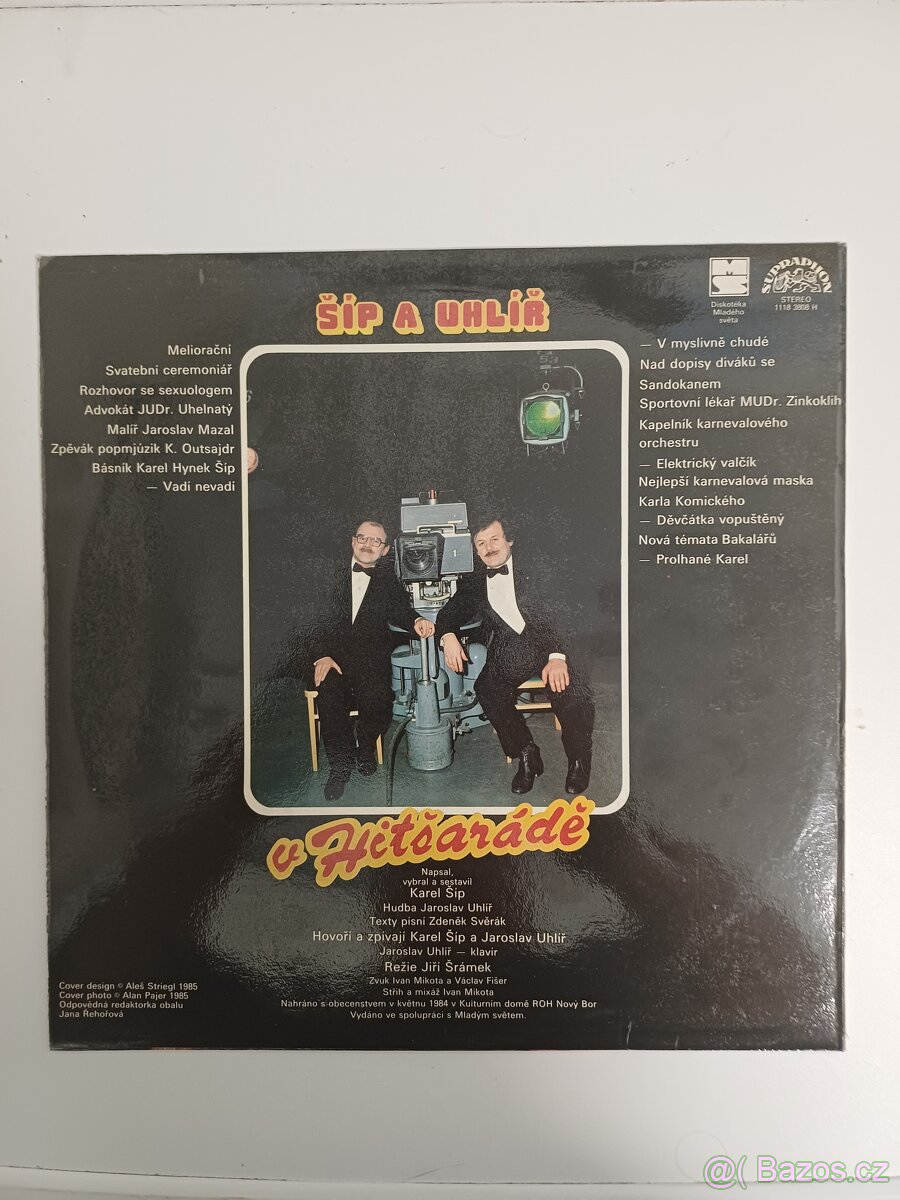 ŠÍP A UHLÍŘ
Diskotéka
Mladého
světa
SUPRAPHON
STEREO
1118 3808 H
Meliorační
Svatební ceremoniář
Rozhovor se sexuologem
Advokát JUDr. Uhelnatý
Malíř Jaroslav Mazal
Zpěvák popmjúzik K. Outsajdr
Básník Karel Hynek Šíp
— Vadí nevadí
— V myslivně chudé
Nad dopisy diváků se
Sandokanem
Sportovní lékař MUDr. Zinkoklih
Kapelník karnevalového
orchestru
— Elektrický valčík
Nejlepší karnevalová maska
Karla Komického
— Děvčátka vopuštěný
Nová témata Bakalářů
— Prolhané Karel
53
1
v Hitšarádě
Napsal,
vybral a sestavil
Karel Šíp
Hudba Jaroslav Uhlíř
Texty písní Zdeněk Svěrák
Hovoří a zpívají Karel Šíp a Jaroslav Uhlíř
Jaroslav Uhlíř — klavír
Režie Jiří Šrámek
Zvuk Ivan Mikota a Václav Fišer
Střih a mixáž Ivan Mikota
Nahráno s obecenstvem v květnu 1984 v Kulturním domě ROH Nový Bor
Vydáno ve spolupráci s Mladým světem.
Cover design © Aleš Striegl 1985
Cover photo © Alan Pajer 1985
Odpovědná redaktorka obalu
Jana Řehořová
@( Bazos.cz